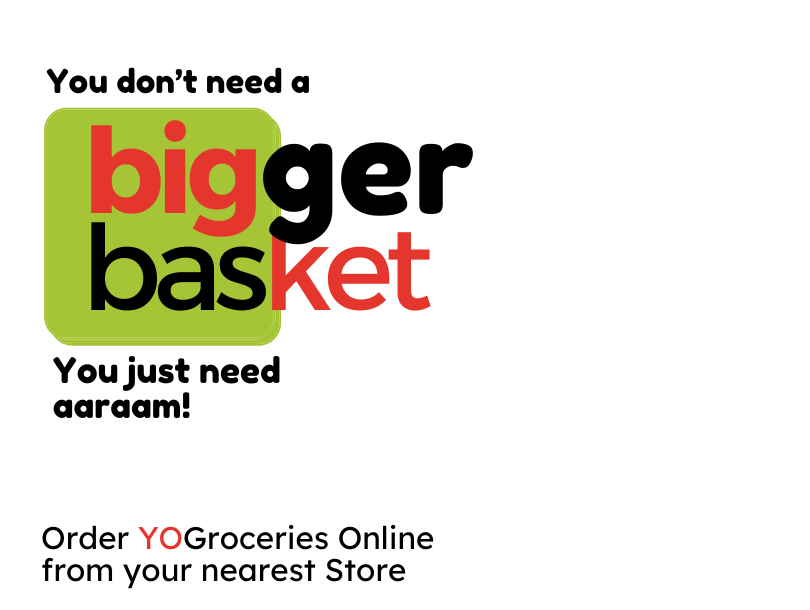 You don't need a
bigger
basket
You just need
aaraam!
Order YOGroceries Online
from your nearest Store